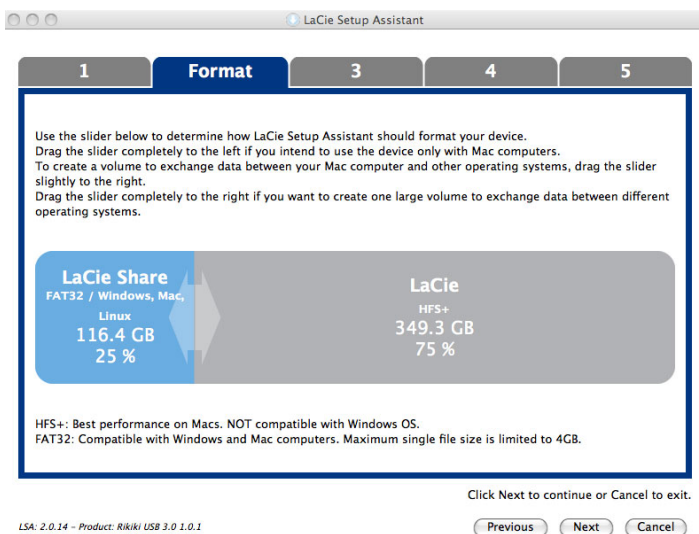 LaCie Setup Assistant
1
Format
3
4
5
Use the slider below to determine how LaCie Setup Assistant should format your device.
Drag the slider completely to the left if you intend to use the device only with Mac computers.
To create a volume to exchange data between your Mac computer and other operating systems, drag the slider
slightly to the right.
Drag the slider completely to the right if you want to create one large volume to exchange data between different
operating systems.
LaCie Share
FAT32 / Windows, Mac,
Linux
116.4 GB
25 %
LaCie
HFS+
349.3 GB
75 %
HFS+: Best performance on Macs. NOT compatible with Windows OS.
FAT32: Compatible with Windows and Mac computers. Maximum single file size is limited to 4GB.
Click Next to continue or Cancel to exit.
LSA: 2.0.14 – Product: Rikiki USB 3.0 1.0.1
Previous
Next
Cancel